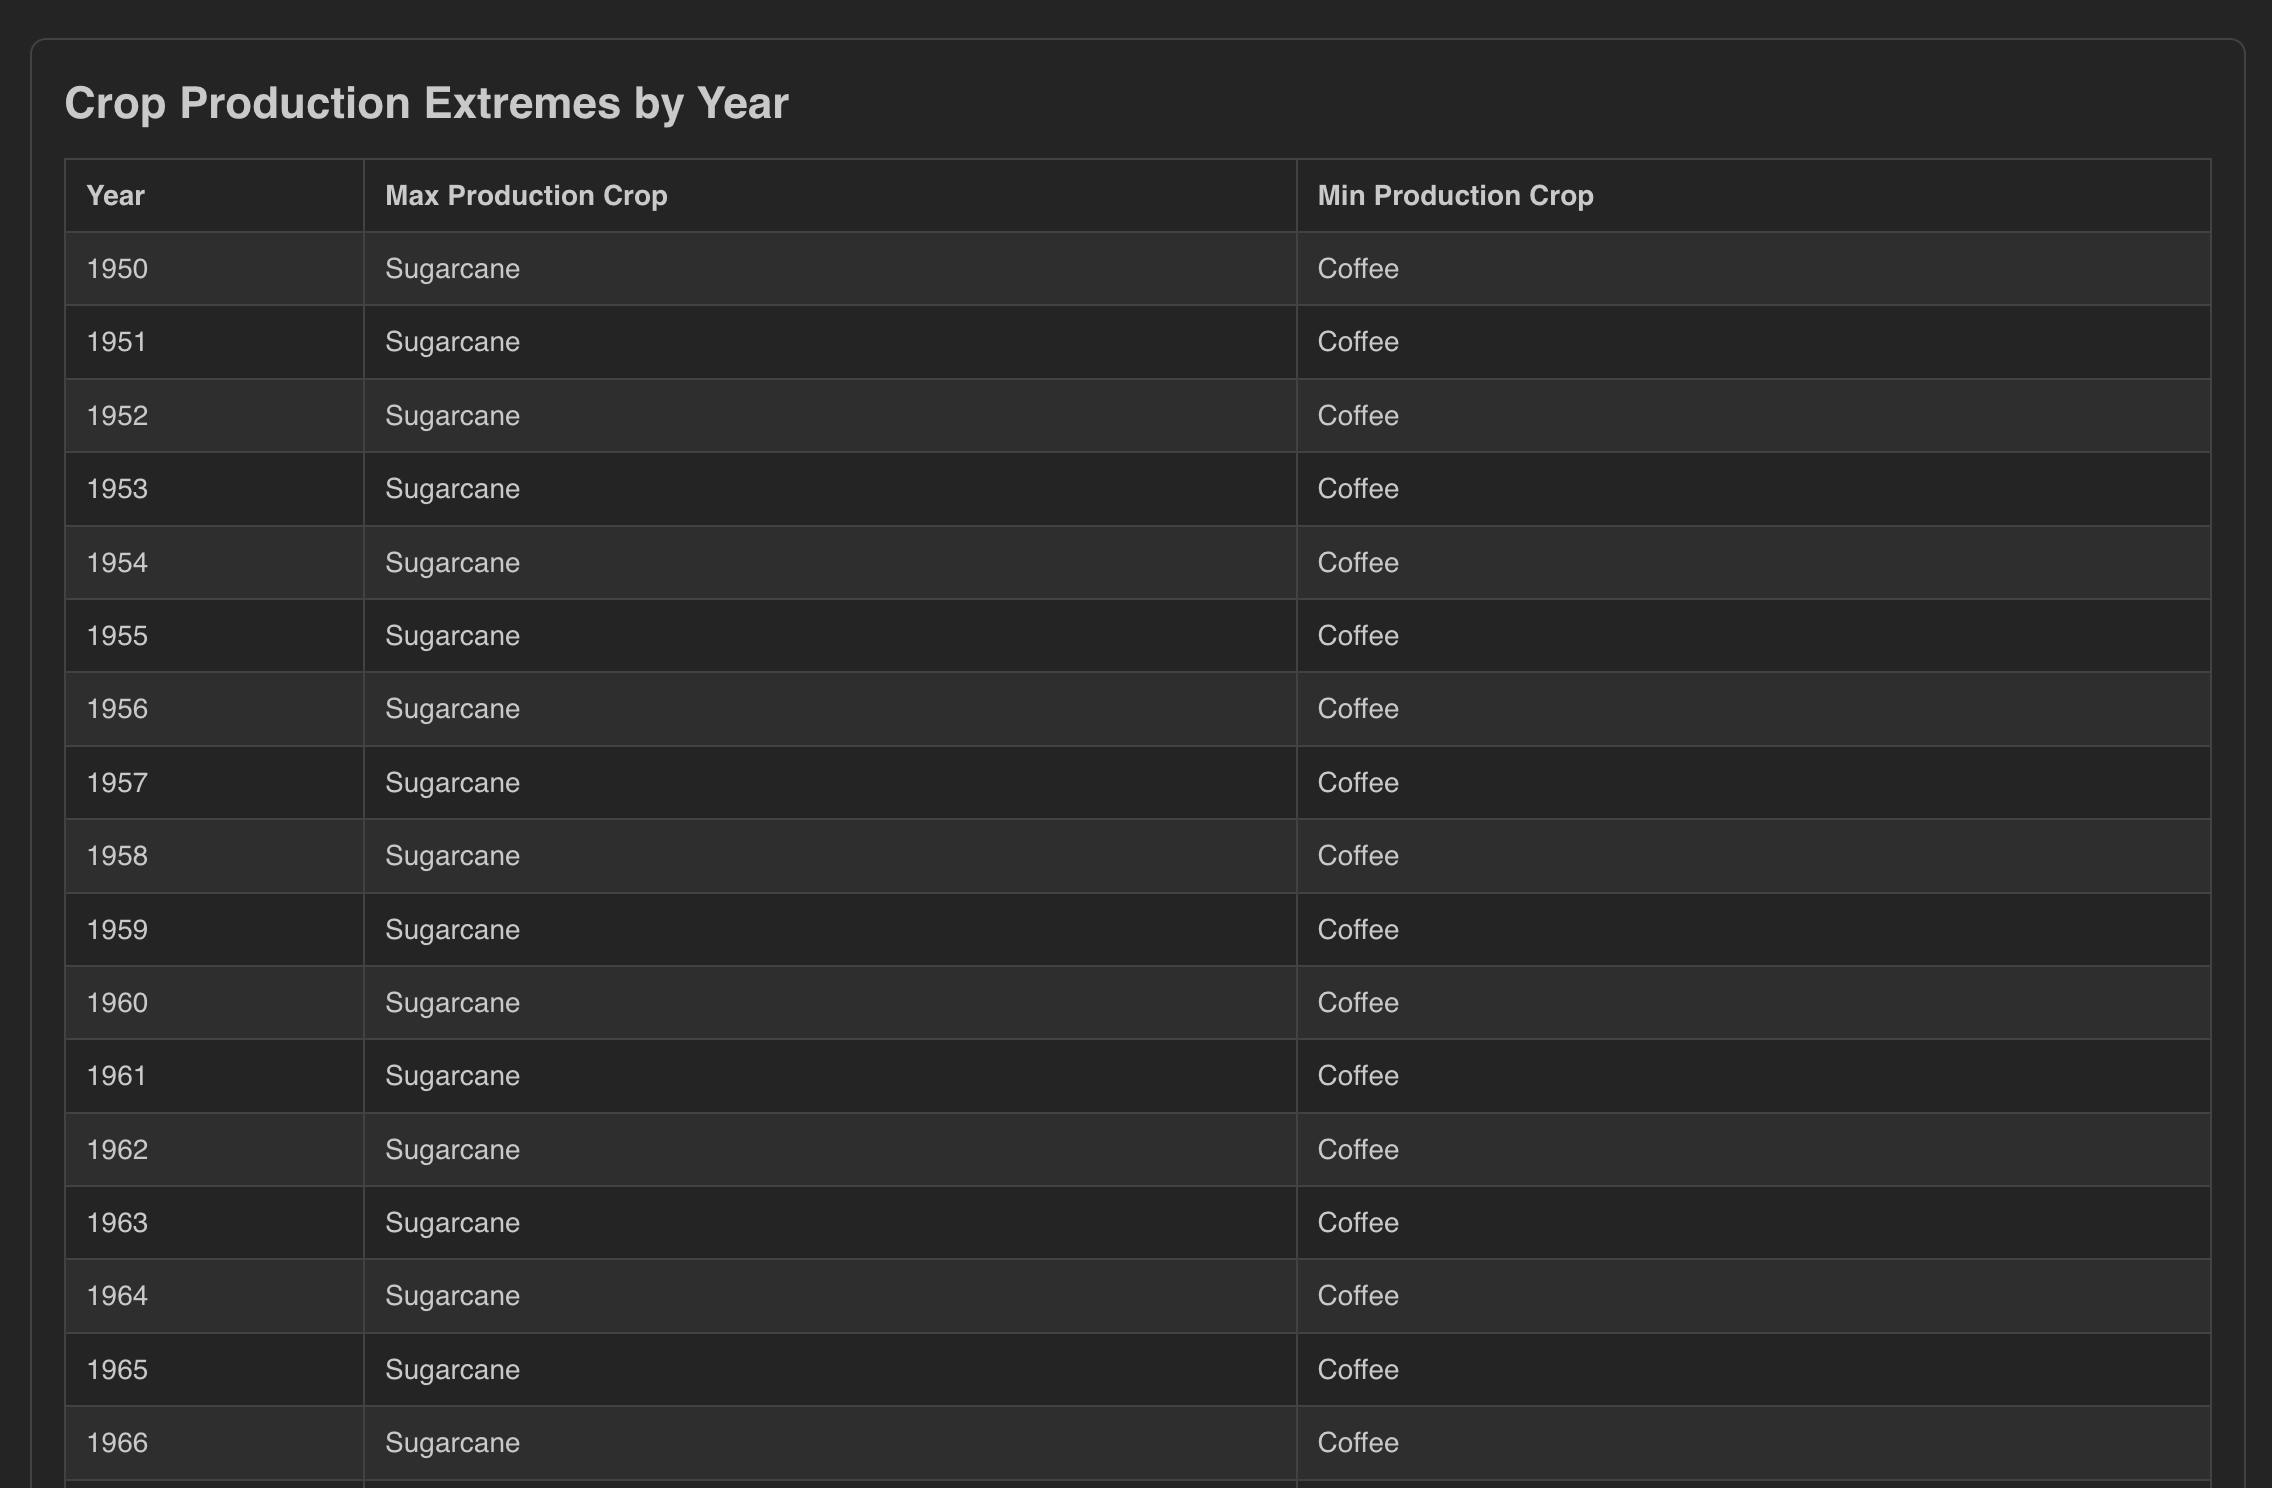 Crop Production Extremes by Year
Year Max Production Crop Min Production Crop
1950 Sugarcane Coffee
1951 Sugarcane Coffee
1952 Sugarcane Coffee
1953 Sugarcane Coffee
1954 Sugarcane Coffee
1955 Sugarcane Coffee
1956 Sugarcane Coffee
1957 Sugarcane Coffee
1958 Sugarcane Coffee
1959 Sugarcane Coffee
1960 Sugarcane Coffee
1961 Sugarcane Coffee
1962 Sugarcane Coffee
1963 Sugarcane Coffee
1964 Sugarcane Coffee
1965 Sugarcane Coffee
1966 Sugarcane Coffee